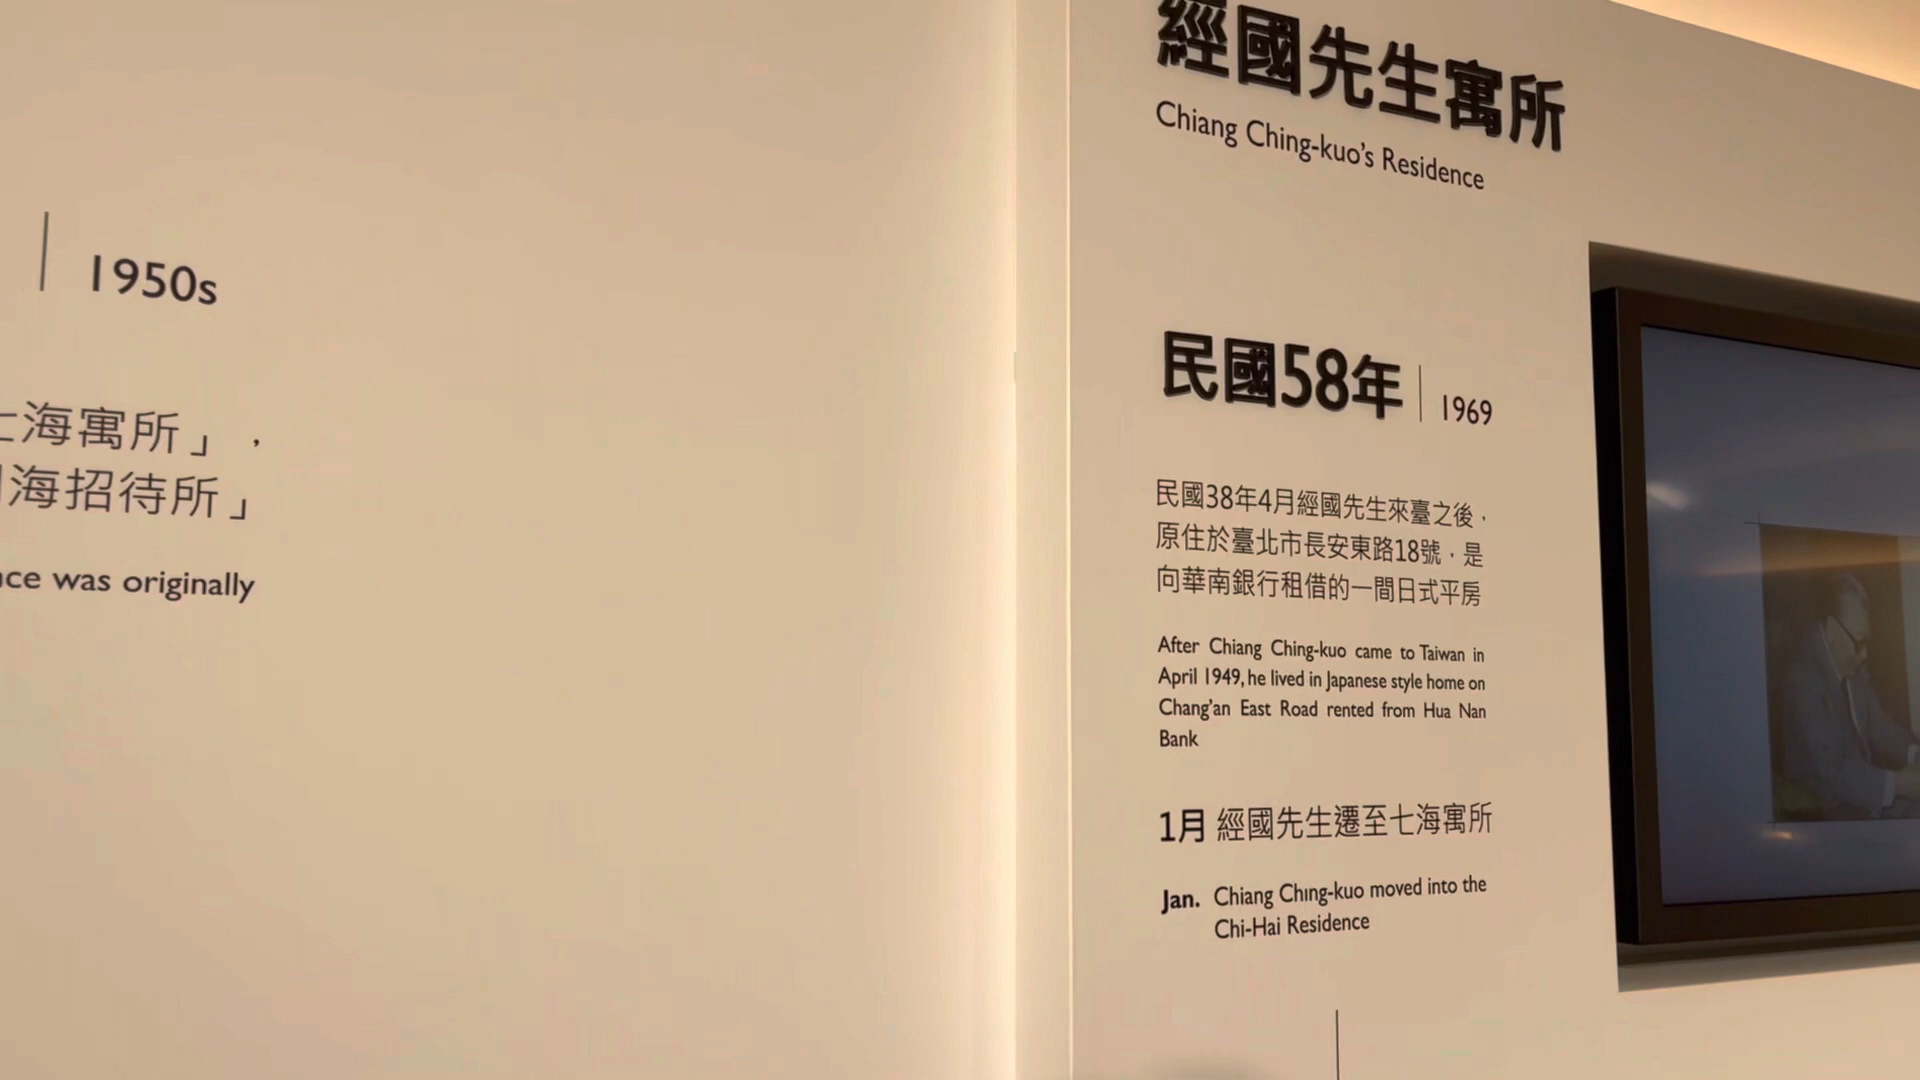 1950s
海寓所」，
海招待所」
was originally
經國先生寓所
Chiang Ching-kuo's Residence
民國58年 | 1969
民國38年4月經國先生來臺之後，
原住於臺北市長安東路18號，是
向華南銀行租借的一間日式平房
After Chiang Ching-kuo came to Taiwan in
April 1949, he lived in Japanese style home on
Chang'an East Road rented from Hua Nan
Bank
1月 經國先生遷至七海寓所
Jan. Chiang Ching-kuo moved into the
Chi-Hai Residence